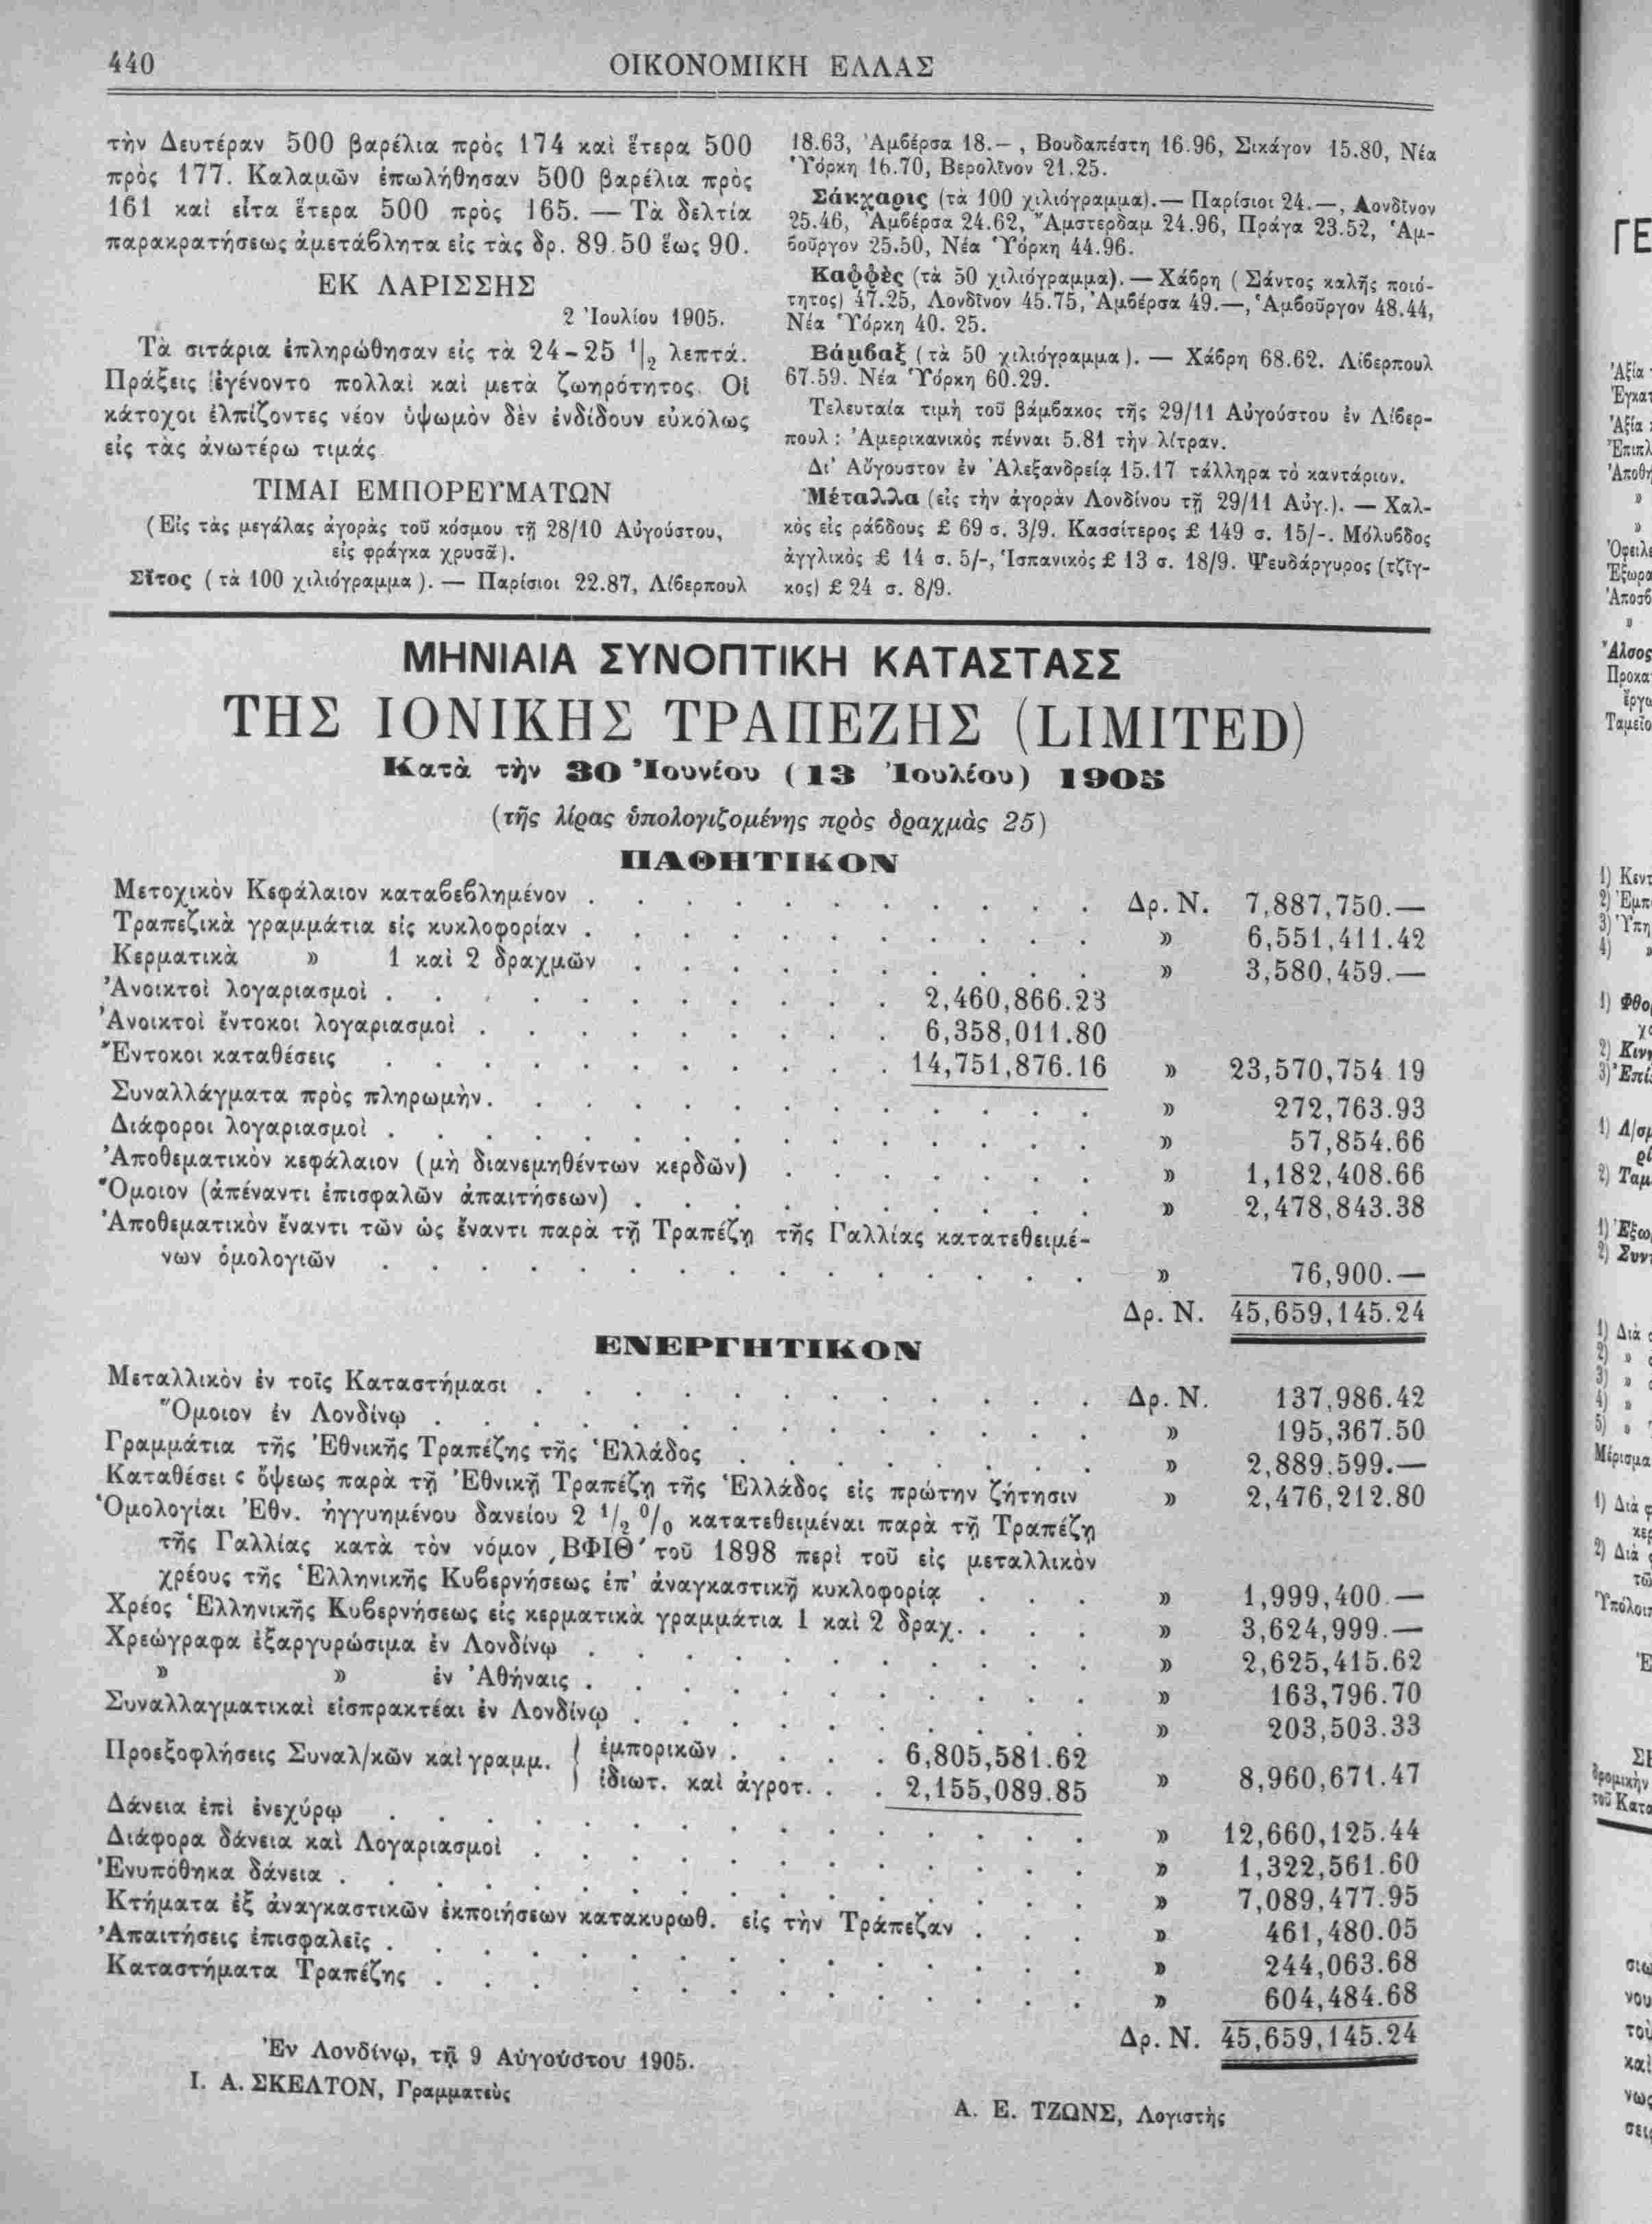 440
ΟΙΚΟΝΟΜΙΚΗ ΕΛΛΑΣ
τὴν Δευτέραν 500 βαρέλια πρὸς 174 καὶ ἕτερα 500
πρὸς 177. Καλαμῶν ἐπωλήθησαν 500 βαρέλια πρὸς
161 καὶ εἶτα ἕτερα 500 πρὸς 165. — Τὰ δελτία
παρακρατήσεως ἀμετάβλητα εἰς τὰς δρ. 89.50 ἕως 90.
ΕΚ ΛΑΡΙΣΣΗΣ
2 Ἰουλίου 1905.
Τὰ σιτάρια ἐπληρώθησαν εἰς τὰ 24-25 1/2 λεπτά.
Πράξεις ἐγένοντο πολλαὶ καὶ μετὰ ζωηρότητος. Οἱ
κάτοχοι ἐλπίζοντες νέον ὑψωμὸν δὲν ἐνδίδουν εὐκόλως
εἰς τὰς ἀνωτέρω τιμάς.
ΤΙΜΑΙ ΕΜΠΟΡΕΥΜΑΤΩΝ
(Εἰς τὰς μεγάλας ἀγορὰς τοῦ κόσμου τῇ 28/10 Αὐγούστου,
εἰς φράγκα χρυσᾶ).
Σῖτος (τὰ 100 χιλιόγραμμα). — Παρίσιοι 22.87, Λίβερπουλ
18.63, Ἀμβέρσα 18.— , Βουδαπέστη 16.96, Σικάγον 15.80, Νέα
Ὑόρκη 16.70, Βερολῖνον 21.25.
Σάκχαρις (τὰ 100 χιλιόγραμμα).— Παρίσιοι 24.—, Λονδῖνον
25.46, Ἀμβέρσα 24.62, Ἄμστερδαμ 24.96, Πράγα 23.52, Ἁμ-
βοῦργον 25.50, Νέα Ὑόρκη 44.96.
Καφφὲς (τὰ 50 χιλιόγραμμα). — Χάβρη (Σάντος καλῆς ποιό-
τητος) 47.25, Λονδῖνον 45.75, Ἀμβέρσα 49.—, Ἁμβοῦργον 48.44,
Νέα Ὑόρκη 40. 25.
Βάμβαξ (τὰ 50 χιλιόγραμμα). — Χάβρη 68.62. Λίβερπουλ
67.59. Νέα Ὑόρκη 60.29.
Τελευταία τιμὴ τοῦ βάμβακος τῆς 29/11 Αὐγούστου ἐν Λίβερ-
πουλ : Ἀμερικανικὸς πένναι 5.81 τὴν λίτραν.
Δι' Αὔγουστον ἐν Ἀλεξανδρείᾳ 15.17 τάλληρα τὸ καντάριον.
Μέταλλα (εἰς τὴν ἀγορὰν Λονδίνου τῇ 29/11 Αὐγ.). — Χαλ-
κὸς εἰς ράβδους £ 69 σ. 3/9. Κασσίτερος £ 149 σ. 15/-. Μόλυβδος
ἀγγλικὸς £ 14 σ. 5/-, Ἱσπανικὸς £ 13 σ. 18/9. Ψευδάργυρος (τζῖγ-
κος) £ 24 σ. 8/9.
ΜΗΝΙΑΙΑ ΣΥΝΟΠΤΙΚΗ ΚΑΤΑΣΤΑΣΣ
ΤΗΣ ΙΟΝΙΚΗΣ ΤΡΑΠΕΖΗΣ (LIMITED)
Κατὰ τὴν 30 Ἰουνίου (13 Ἰουλίου) 1905
(τῆς λίρας ὑπολογιζομένης πρὸς δραχμὰς 25)
ΠΑΘΗΤΙΚΟΝ
Μετοχικὸν Κεφάλαιον καταβεβλημένον . . . Δρ. Ν. 7,887,750.—
Τραπεζικὰ γραμμάτια εἰς κυκλοφορίαν . . . » 6,551,411.42
Κερματικὰ » 1 καὶ 2 δραχμῶν . . . » 3,580,459.—
Ἀνοικτοὶ λογαριασμοὶ . . . 2,460,866.23
Ἀνοικτοὶ ἔντοκοι λογαριασμοὶ . . . 6,358,011.80
Ἔντοκοι καταθέσεις . . . 14,751,876.16 » 23,570,754.19
Συναλλάγματα πρὸς πληρωμὴν . . . » 272,763.93
Διάφοροι λογαριασμοὶ . . . » 57,854.66
Ἀποθεματικὸν κεφάλαιον (μὴ διανεμηθέντων κερδῶν) . . . » 1,182,408.66
Ὅμοιον (ἀπέναντι ἐπισφαλῶν ἀπαιτήσεων) . . . » 2,478,843.38
Ἀποθεματικὸν ἔναντι τῶν ὡς ἔναντι παρὰ τῇ Τραπέζῃ τῆς Γαλλίας κατατεθειμέ-
νων ὁμολογιῶν . . . » 76,900.—
Δρ. Ν. 45,659,145.24
ΕΝΕΡΓΗΤΙΚΟΝ
Μεταλλικὸν ἐν τοῖς Καταστήμασι . . . Δρ. Ν. 137,986.42
Ὅμοιον ἐν Λονδίνῳ . . . » 195,367.50
Γραμμάτια τῆς Ἐθνικῆς Τραπέζης τῆς Ἑλλάδος . . . » 2,889.599.—
Καταθέσεις ὄψεως παρὰ τῇ Ἐθνικῇ Τραπέζῃ τῆς Ἑλλάδος εἰς πρώτην ζήτησιν » 2,476,212.80
Ὁμολογίαι Ἐθν. ἠγγυημένου δανείου 2 1/2 0/0 κατατεθειμέναι παρὰ τῇ Τραπέζῃ
τῆς Γαλλίας κατὰ τὸν νόμον ͵ΒΦΙΘ' τοῦ 1898 περὶ τοῦ εἰς μεταλλικὸν
χρέους τῆς Ἑλληνικῆς Κυβερνήσεως ἐπ' ἀναγκαστικῇ κυκλοφορίᾳ . . . » 1,999,400.—
Χρέος Ἑλληνικῆς Κυβερνήσεως εἰς κερματικὰ γραμμάτια 1 καὶ 2 δραχ. . . . » 3,624,999.—
Χρεώγραφα ἐξαργυρώσιμα ἐν Λονδίνῳ . . . » 2,625,415.62
» » ἐν Ἀθήναις . . . » 163,796.70
Συναλλαγματικαὶ εἰσπρακτέαι ἐν Λονδίνῳ . . . » 203,503.33
Προεξοφλήσεις Συναλ/κῶν καὶ γραμμ. { ἐμπορικῶν . . . 6,805,581.62
ἰδιωτ. καὶ ἀγροτ. . . 2,155,089.85 » 8,960,671.47
Δάνεια ἐπὶ ἐνεχύρῳ . . . » 12,660,125.44
Διάφορα δάνεια καὶ Λογαριασμοὶ . . . » 1,322,561.60
Ἐνυπόθηκα δάνεια . . . » 7,089,477.95
Κτήματα ἐξ ἀναγκαστικῶν ἐκποιήσεων κατακυρωθ. εἰς τὴν Τράπεζαν . . . » 461,480.05
Ἀπαιτήσεις ἐπισφαλεῖς . . . » 244,063.68
Καταστήματα Τραπέζης . . . » 604,484.68
Δρ. Ν. 45,659,145.24
Ἐν Λονδίνῳ, τῇ 9 Αὐγούστου 1905.
Ι. Α. ΣΚΕΛΤΟΝ, Γραμματεὺς
Α. Ε. ΤΖΩΝΣ, Λογιστὴς